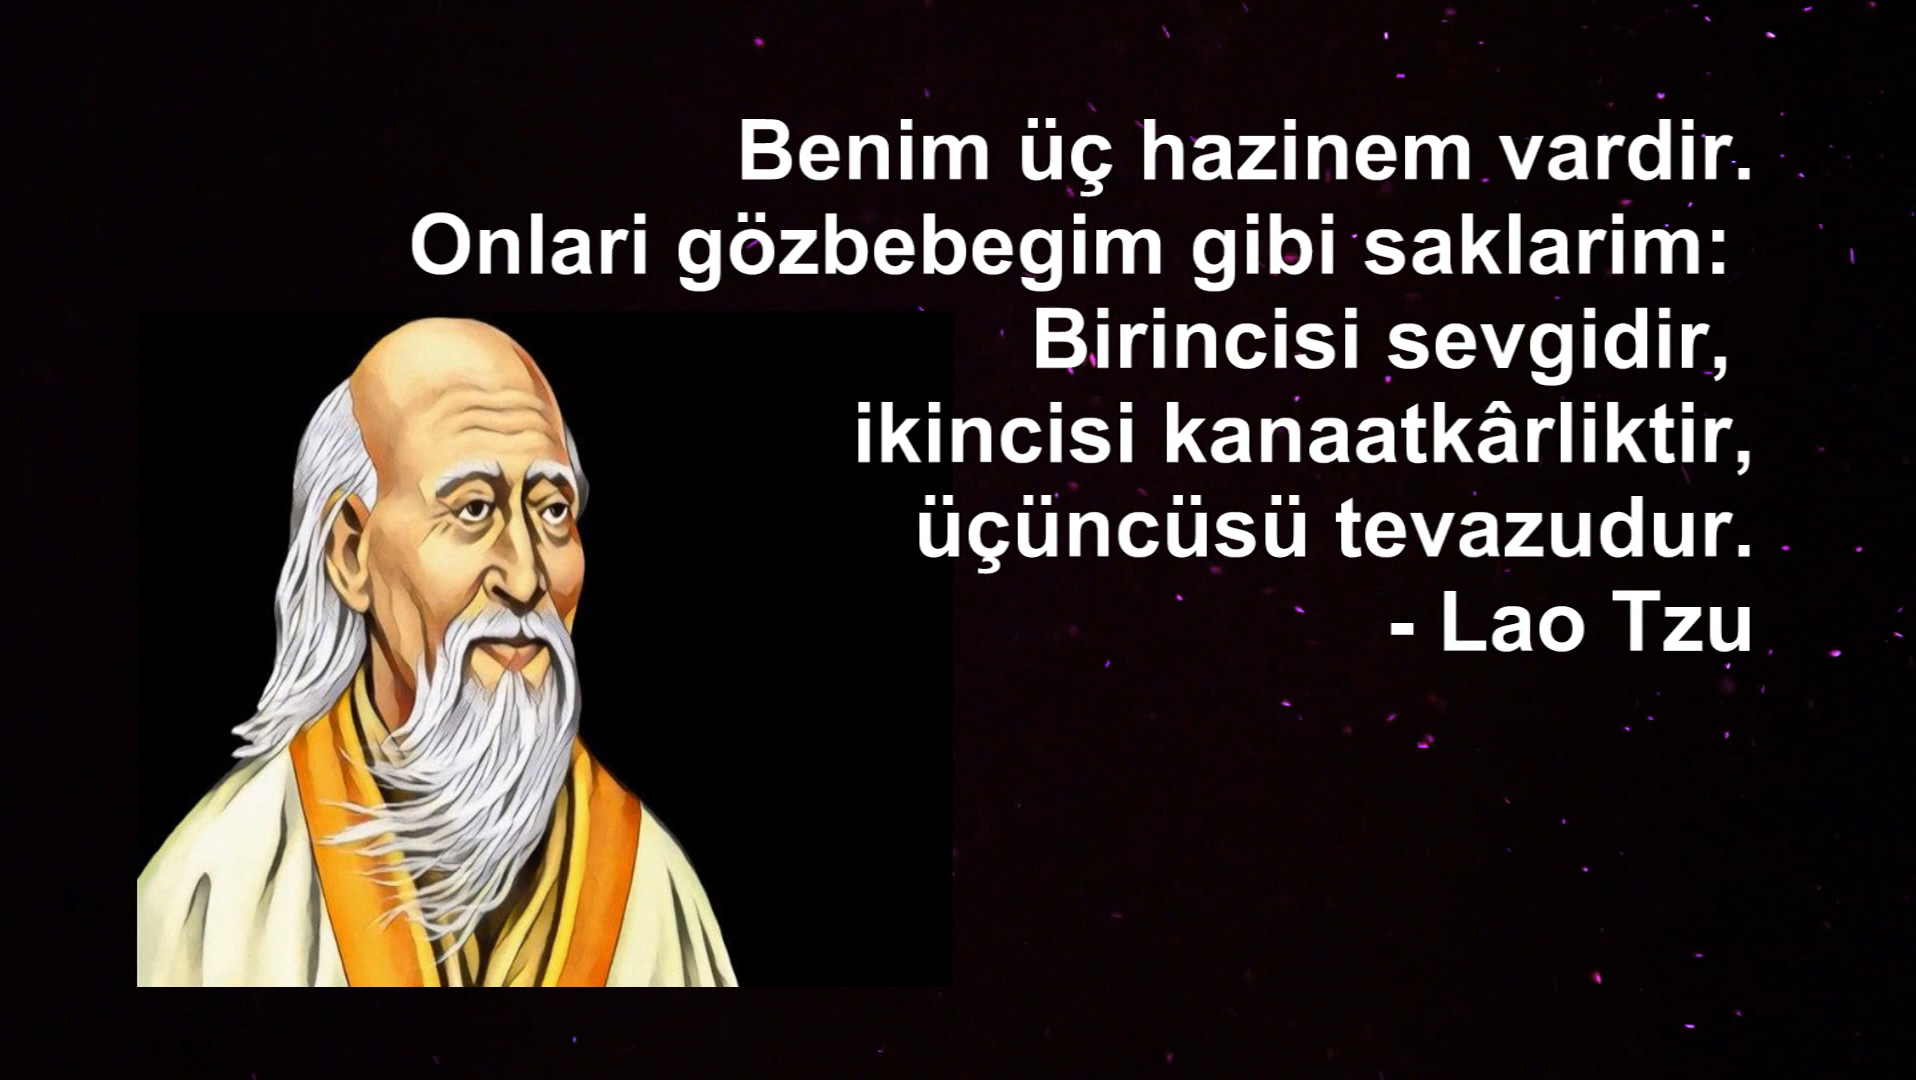 Benim üç hazinem vardir.
Onlari gözbebegim gibi saklarim:
Birincisi sevgidir,
ikincisi kanaatkârliktir,
üçüncüsü tevazudur.
- Lao Tzu